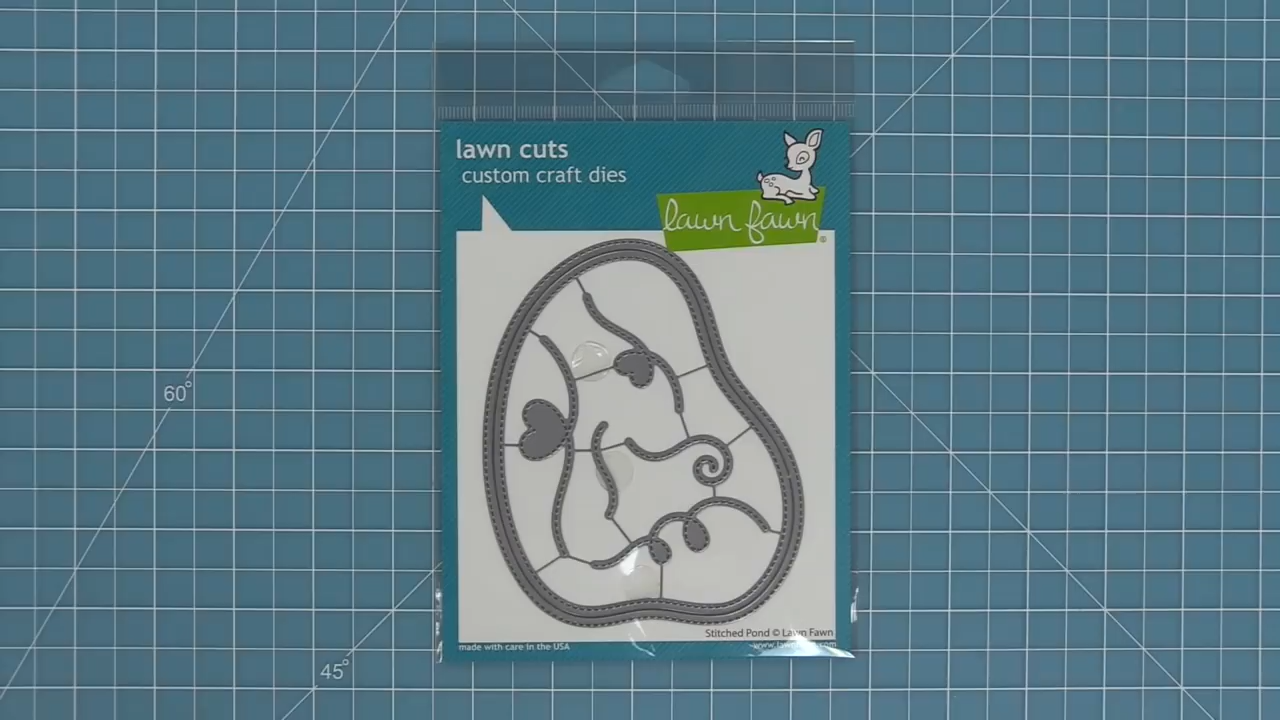 lawn cuts
custom craft dies
lawn fawn
®
60°
45°
Stitched Pond © Lawn Fawn
made with care in the USA